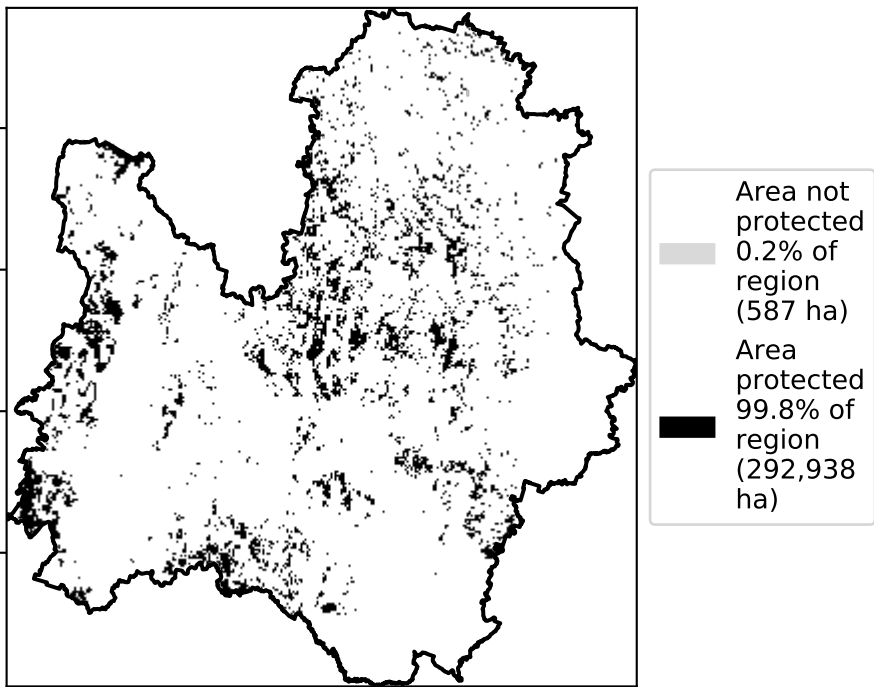 Area not
protected
0.2% of
region
(587 ha)
Area
protected
99.8% of
region
(292,938
ha)